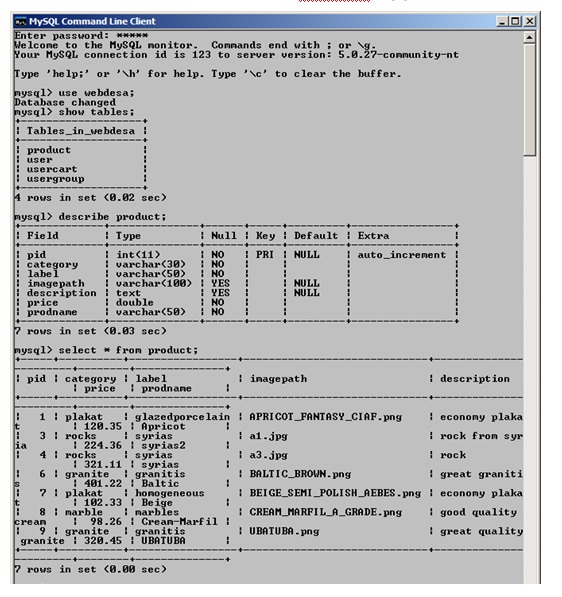 MySQL Command Line Client
Enter password: *****
Welcome to the MySQL monitor.  Commands end with ; or \g.
Your MySQL connection id is 123 to server version: 5.0.27-community-nt
Type 'help;' or '\h' for help. Type '\c' to clear the buffer.
mysql> use webdesa;
Database changed
mysql> show tables;
+-------------------+
| Tables_in_webdesa |
+-------------------+
| product           |
| user              |
| usercart          |
| usergroup         |
+-------------------+
4 rows in set (0.02 sec)
mysql> describe product;
+-------------+--------------+------+-----+---------+----------------+
| Field       | Type         | Null | Key | Default | Extra          |
+-------------+--------------+------+-----+---------+----------------+
| pid         | int(11)      | NO   | PRI | NULL    | auto_increment |
| category    | varchar(30)  | NO   |     |         |                |
| label       | varchar(50)  | NO   |     |         |                |
| imagepath   | varchar(100) | YES  |     | NULL    |                |
| description | text         | YES  |     | NULL    |                |
| price       | double       | NO   |     |         |                |
| prodname    | varchar(50)  | NO   |     |         |                |
+-------------+--------------+------+-----+---------+----------------+
7 rows in set (0.03 sec)
mysql> select * from product;
| pid | category | label | imagepath | description
| price | prodname |
| 1 | plakat | glazedporcelain | APRICOT_FANTASY_CIAF.png | economy plaka
t | 120.35 | Apricot |
| 3 | rocks | syrias | a1.jpg | rock from syr
ia | 224.36 | syrias2 |
| 4 | rocks | syrias | a3.jpg | rock
| 321.11 | syrias |
| 6 | granite | granitis | BALTIC_BROWN.png | great graniti
s | 401.22 | Baltic |
| 7 | plakat | homogeneous | BEIGE_SEMI_POLISH_AEBES.png | economy plaka
t | 102.33 | Beige |
| 8 | marble | marbles | CREAM_MARFIL_A_GRADE.png | good quality
cream | 98.26 | Cream-Marfil |
| 9 | granite | granitis | UBATUBA.png | great quality
granite | 320.45 | UBATUBA |
7 rows in set (0.00 sec)